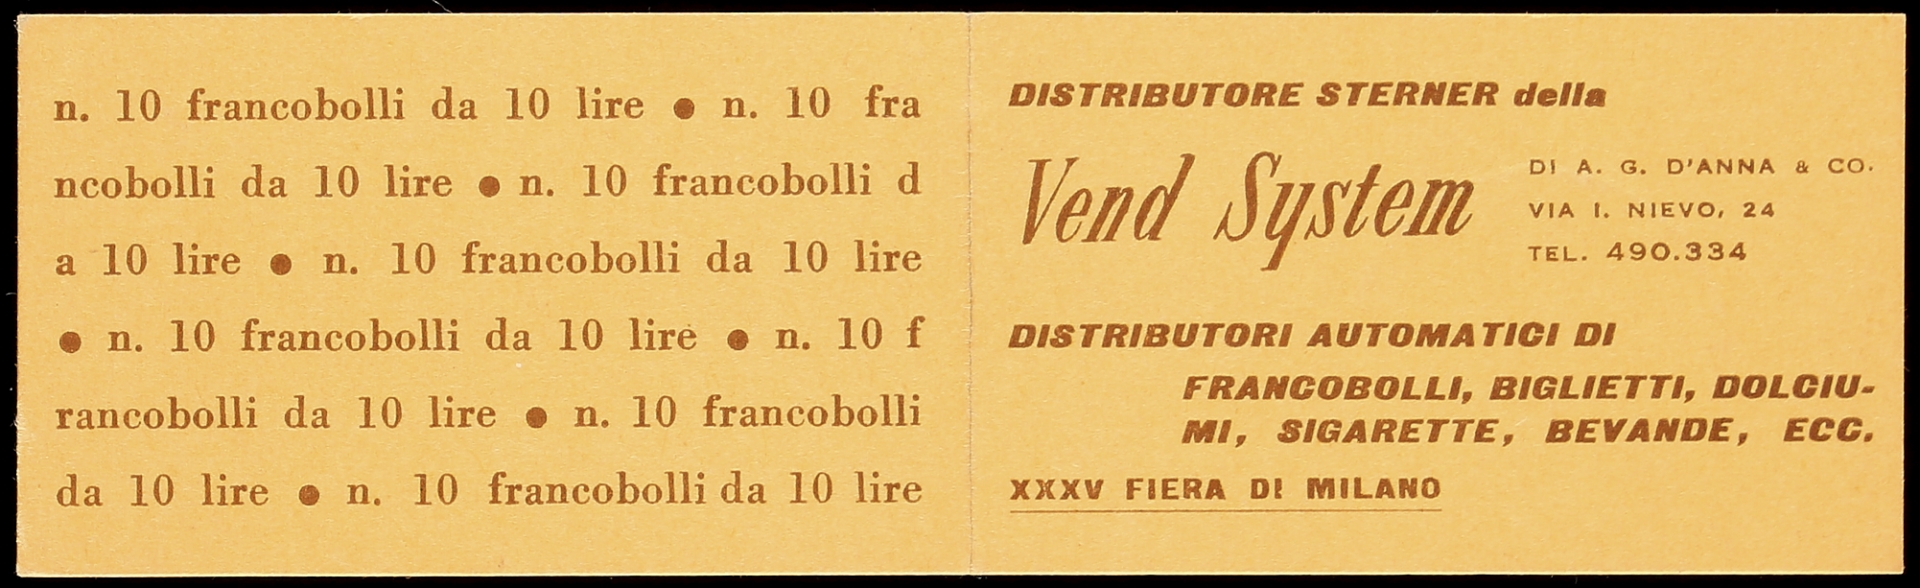 n. 10 francobolli da 10 lire ● n. 10 fra
ncobolli da 10 lire ● n. 10 francobolli d
a 10 lire ● n. 10 francobolli da 10 lire
● n. 10 francobolli da 10 lire ● n. 10 f
rancobolli da 10 lire ● n. 10 francobolli
da 10 lire ● n. 10 francobolli da 10 lire
DISTRIBUTORE STERNER della
Vend System
DI A. G. D'ANNA & CO.
VIA I. NIEVO, 24
TEL. 490.334
DISTRIBUTORI AUTOMATICI DI
FRANCOBOLLI, BIGLIETTI, DOLCIU-
MI, SIGARETTE, BEVANDE, ECC.
XXXV FIERA DI MILANO